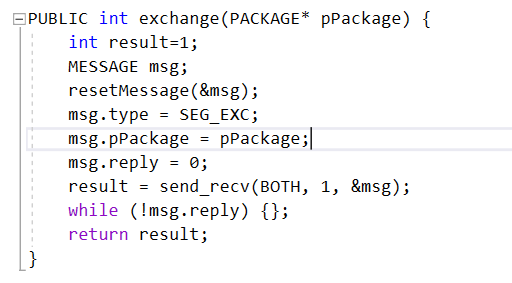 PUBLIC int exchange(PACKAGE* pPackage) {
    int result=1;
    MESSAGE msg;
    resetMessage(&msg);
    msg.type = SEG_EXC;
    msg.pPackage = pPackage;
    msg.reply = 0;
    result = send_recv(BOTH, 1, &msg);
    while (!msg.reply) {};
    return result;
}